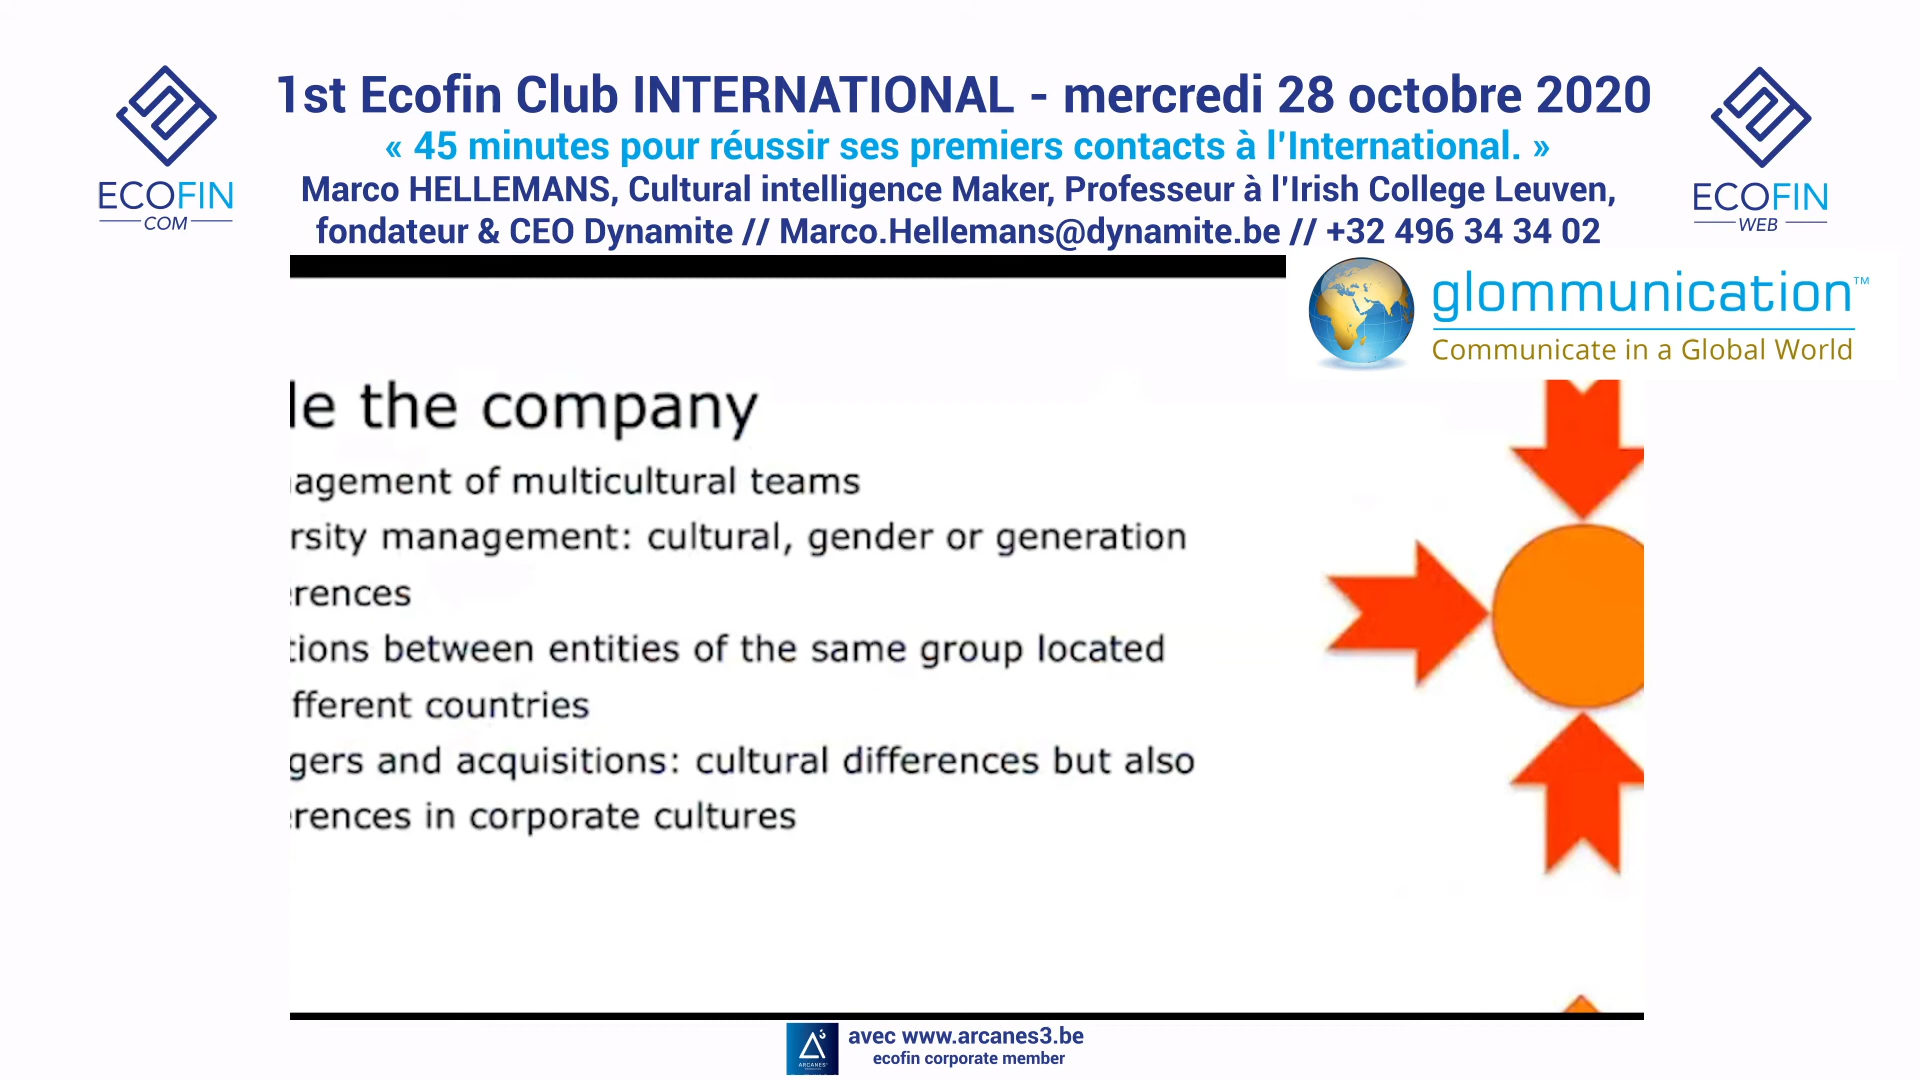 1st Ecofin Club INTERNATIONAL - mercredi 28 octobre 2020
« 45 minutes pour réussir ses premiers contacts à l'International. »
Marco HELLEMANS, Cultural intelligence Maker, Professeur à l'Irish College Leuven,
fondateur & CEO Dynamite // Marco.Hellemans@dynamite.be // +32 496 34 34 02
ECOFIN
COM
ECOFIN
WEB
glommunication™
Communicate in a Global World
le the company
agement of multicultural teams
rsity management: cultural, gender or generation
rences
tions between entities of the same group located
fferent countries
gers and acquisitions: cultural differences but also
rences in corporate cultures
avec www.arcanes3.be
ecofin corporate member
ARCANES